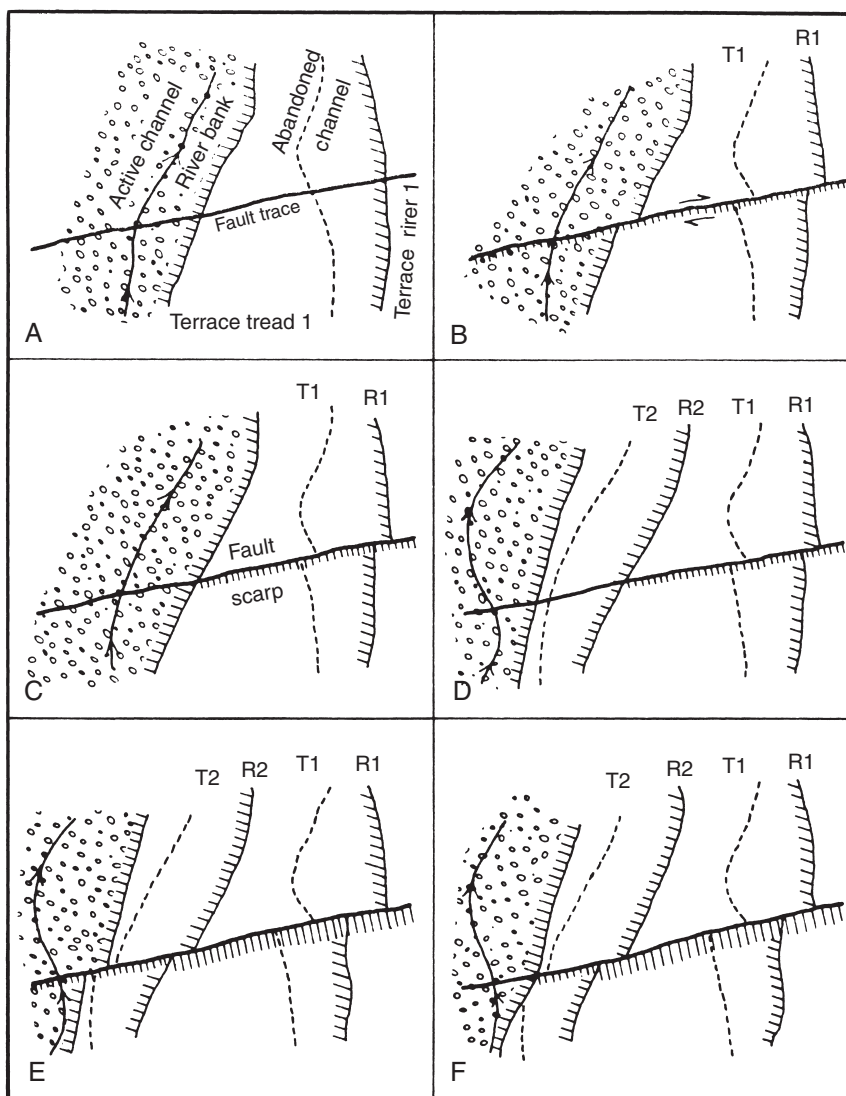 Active channel
River bank
Abandoned
channel
Fault trace
Terrace rirer 1
Terrace tread 1
A
T1
R1
B
T1
R1
Fault
scarp
C
T2
R2
T1
R1
D
T2
R2
T1
R1
E
T2
R2
T1
R1
F